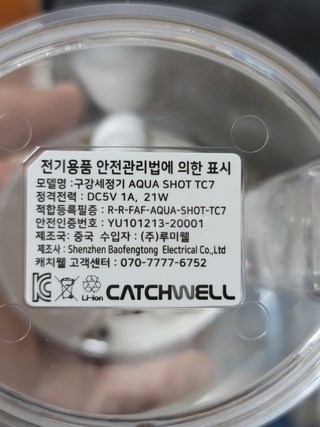 전기용품 안전관리법에 의한 표시
모델명 :구강세정기 AQUA SHOT TC7
정격전력 : DC5V 1A, 21W
적합등록필증 : R-R-FAF-AQUA-SHOT-TC7
안전인증번호 : YU101213-20001
제조국: 중국 수입자 : (주)루미웰
제조사 : Shenzhen Baofengtong Electrical Co.,Ltd
캐치웰 고객센터 : 070-7777-6752
Li-ion CATCHWELL